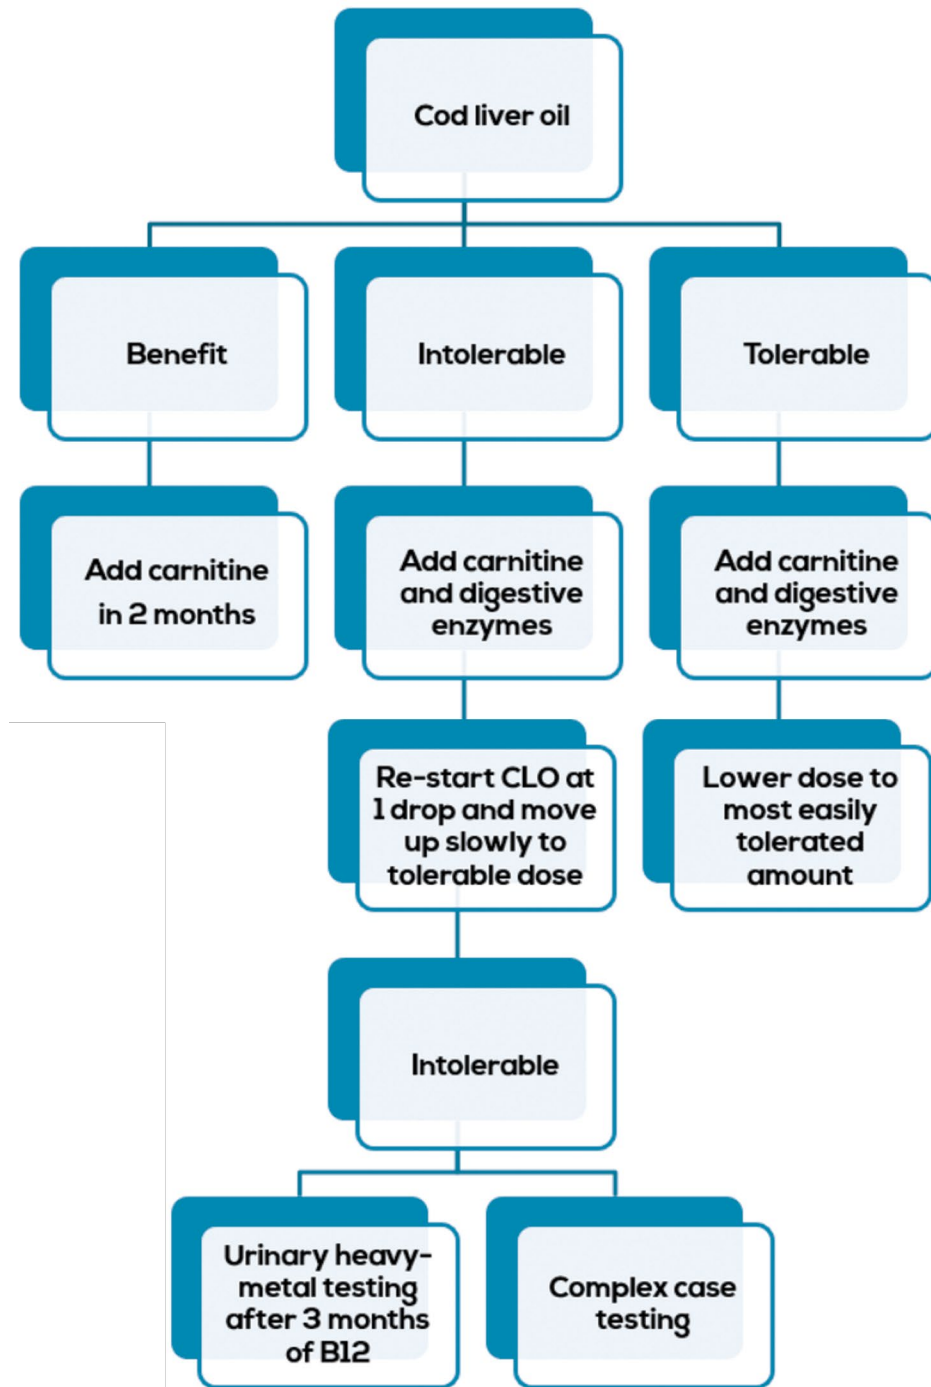 Cod liver oil
Benefit
Intolerable
Tolerable
Add carnitine
in 2 months
Add carnitine
and digestive
enzymes
Add carnitine
and digestive
enzymes
Re-start CLO at
1 drop and move
up slowly to
tolerable dose
Lower dose to
most easily
tolerated
amount
Intolerable
Urinary heavy-
metal testing
after 3 months
of B12
Complex case
testing